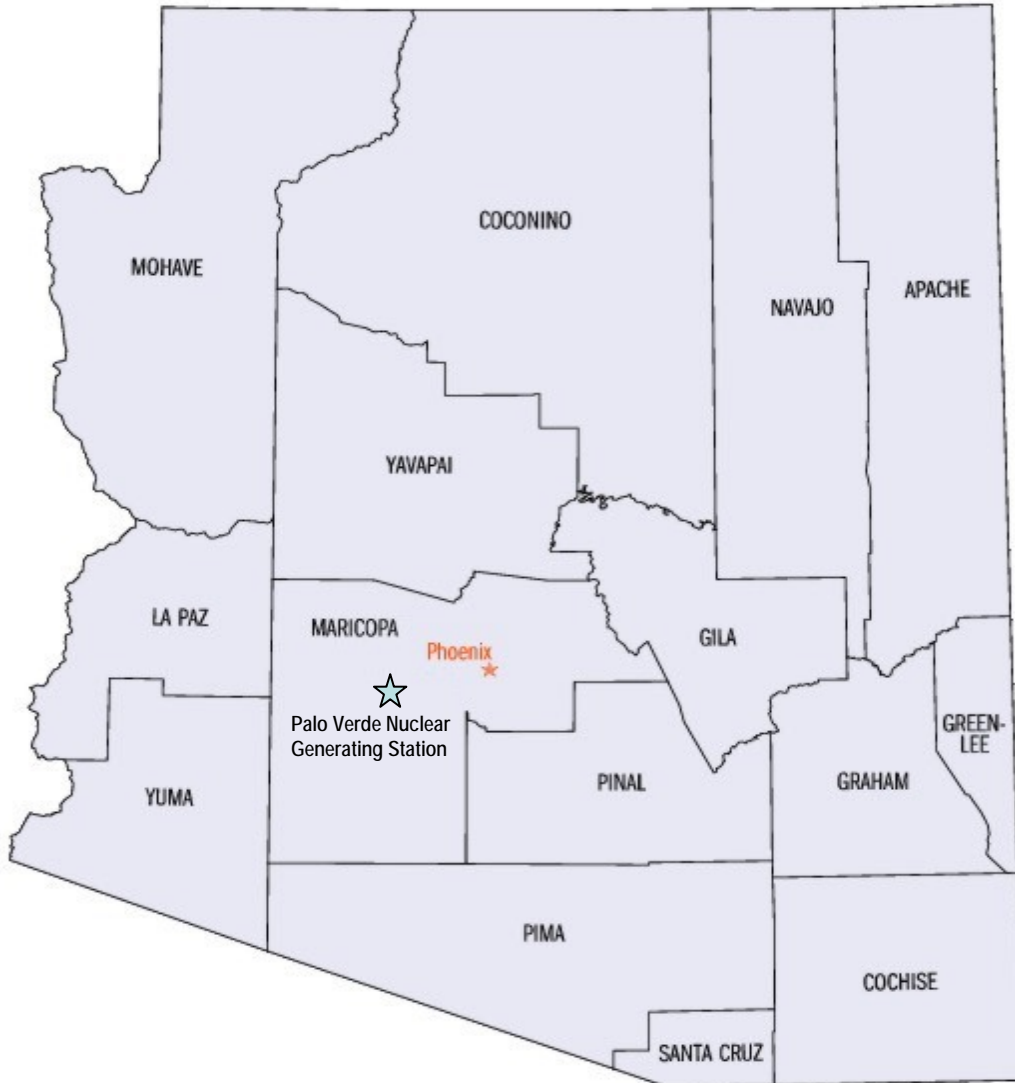 COCONINO
MOHAVE
APACHE
NAVAJO
YAVAPAI
LA PAZ
MARICOPA
Phoenix
GILA
Palo Verde Nuclear
Generating Station
GREEN-
LEE
YUMA
PINAL
GRAHAM
PIMA
COCHISE
SANTA CRUZ